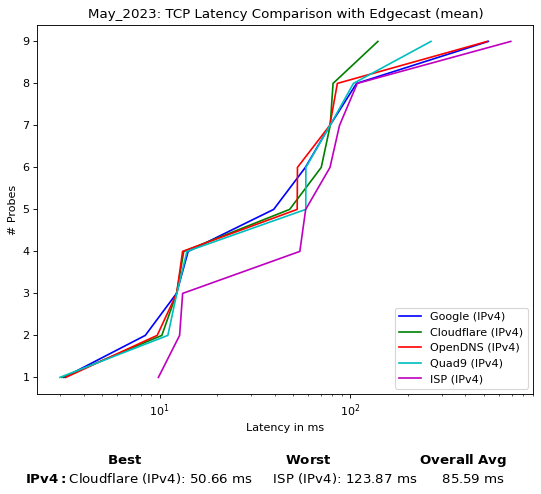 May_2023: TCP Latency Comparison with Edgecast (mean)
9
8
7
6
5
4
3
2
1
# Probes
Google (IPv4)
Cloudflare (IPv4)
OpenDNS (IPv4)
Quad9 (IPv4)
ISP (IPv4)
10¹ 10²
Latency in ms
Best Worst Overall Avg
IPv4: Cloudflare (IPv4): 50.66 ms ISP (IPv4): 123.87 ms 85.59 ms